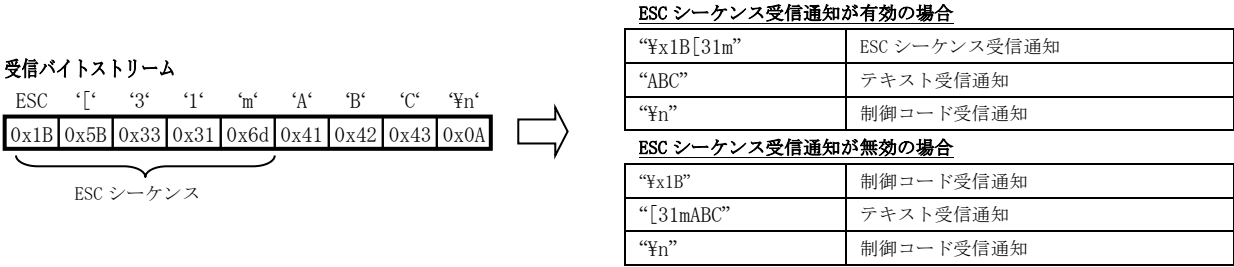 受信バイトストリーム
ESC ‘[‘ ‘3‘ ‘1‘ ‘m‘ ‘A‘ ‘B‘ ‘C‘ ‘¥n‘
0x1B 0x5B 0x33 0x31 0x6d 0x41 0x42 0x43 0x0A
ESC シーケンス
ESC シーケンス受信通知が有効の場合
“¥x1B[31m” ESC シーケンス受信通知
“ABC” テキスト受信通知
“¥n” 制御コード受信通知
ESC シーケンス受信通知が無効の場合
“¥x1B” 制御コード受信通知
“[31mABC” テキスト受信通知
“¥n” 制御コード受信通知